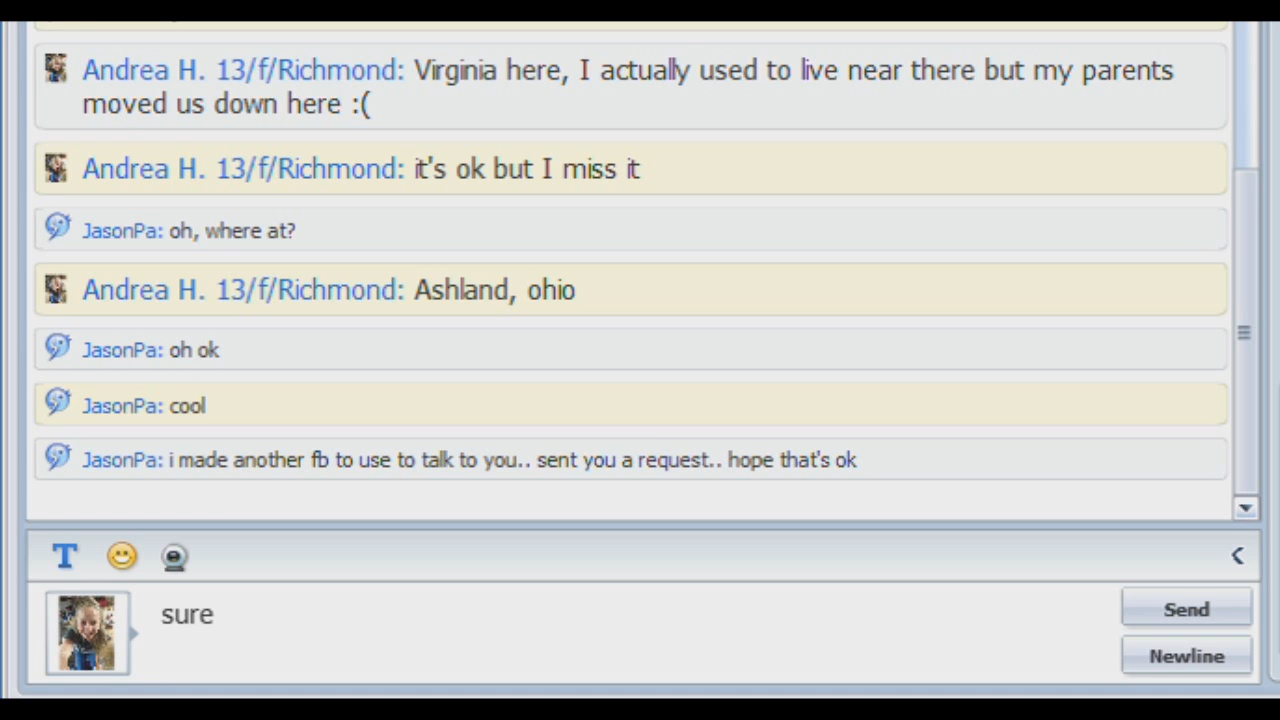 Andrea H. 13/f/Richmond: Virginia here, I actually used to live near there but my parents
moved us down here :(
Andrea H. 13/f/Richmond: it's ok but I miss it
JasonPa: oh, where at?
Andrea H. 13/f/Richmond: Ashland, ohio
JasonPa: oh ok
JasonPa: cool
JasonPa: i made another fb to use to talk to you.. sent you a request.. hope that's ok
T
sure
Send
Newline